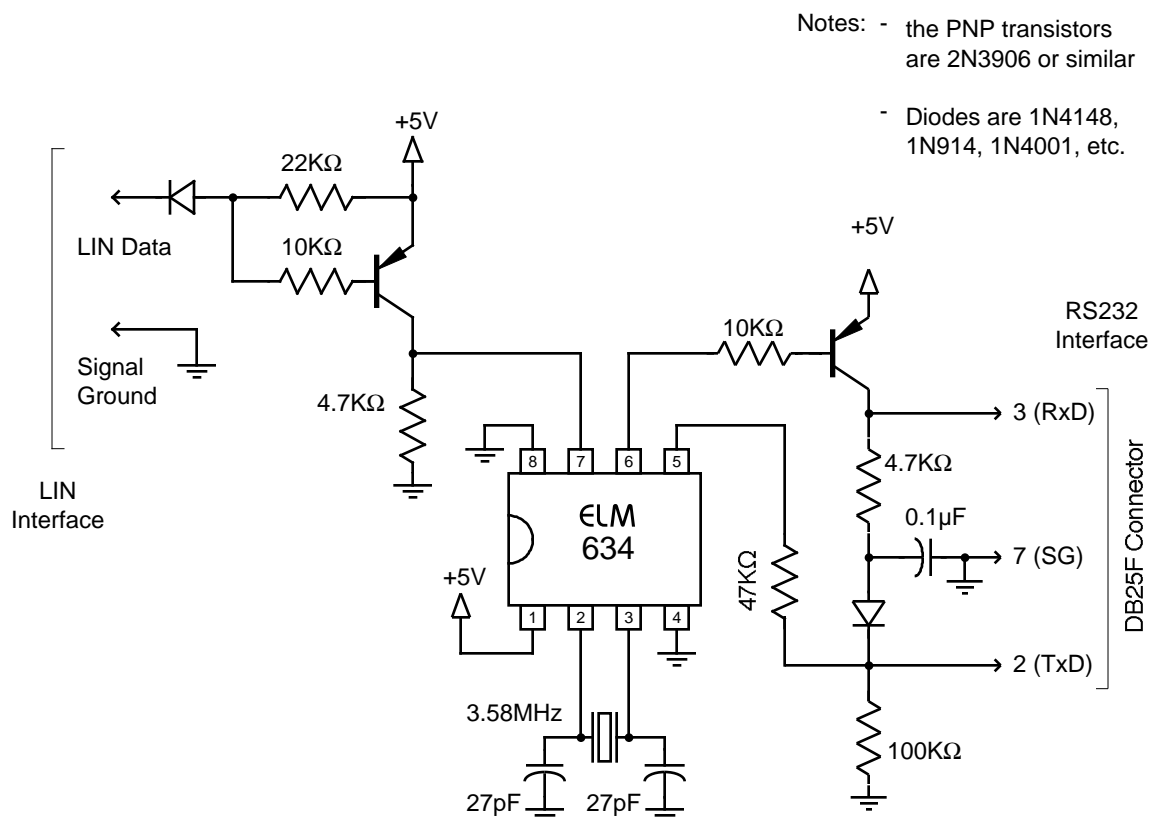 Notes: - the PNP transistors
are 2N3906 or similar
- Diodes are 1N4148,
1N914, 1N4001, etc.
+5V
22KΩ
LIN Data
10KΩ
+5V
RS232
Interface
10KΩ
Signal
Ground
4.7KΩ
3 (RxD)
8
7
6
5
4.7KΩ
LIN
Interface
ELM
634
0.1µF
+5V
47KΩ
7 (SG)
DB25F Connector
1
2
3
4
2 (TxD)
3.58MHz
100KΩ
27pF
27pF